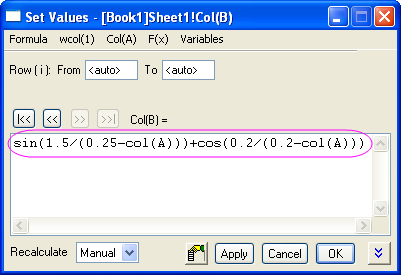 Set Values - [Book1]Sheet1!Col(B)
Formula wcol(1) Col(A) F(x) Variables
Row ( i ): From <auto> To <auto>
|<< << >> >>| Col(B) =
sin(1.5/(0.25-col(A)))+cos(0.2/(0.2-col(A)))
Recalculate Manual Apply Cancel OK